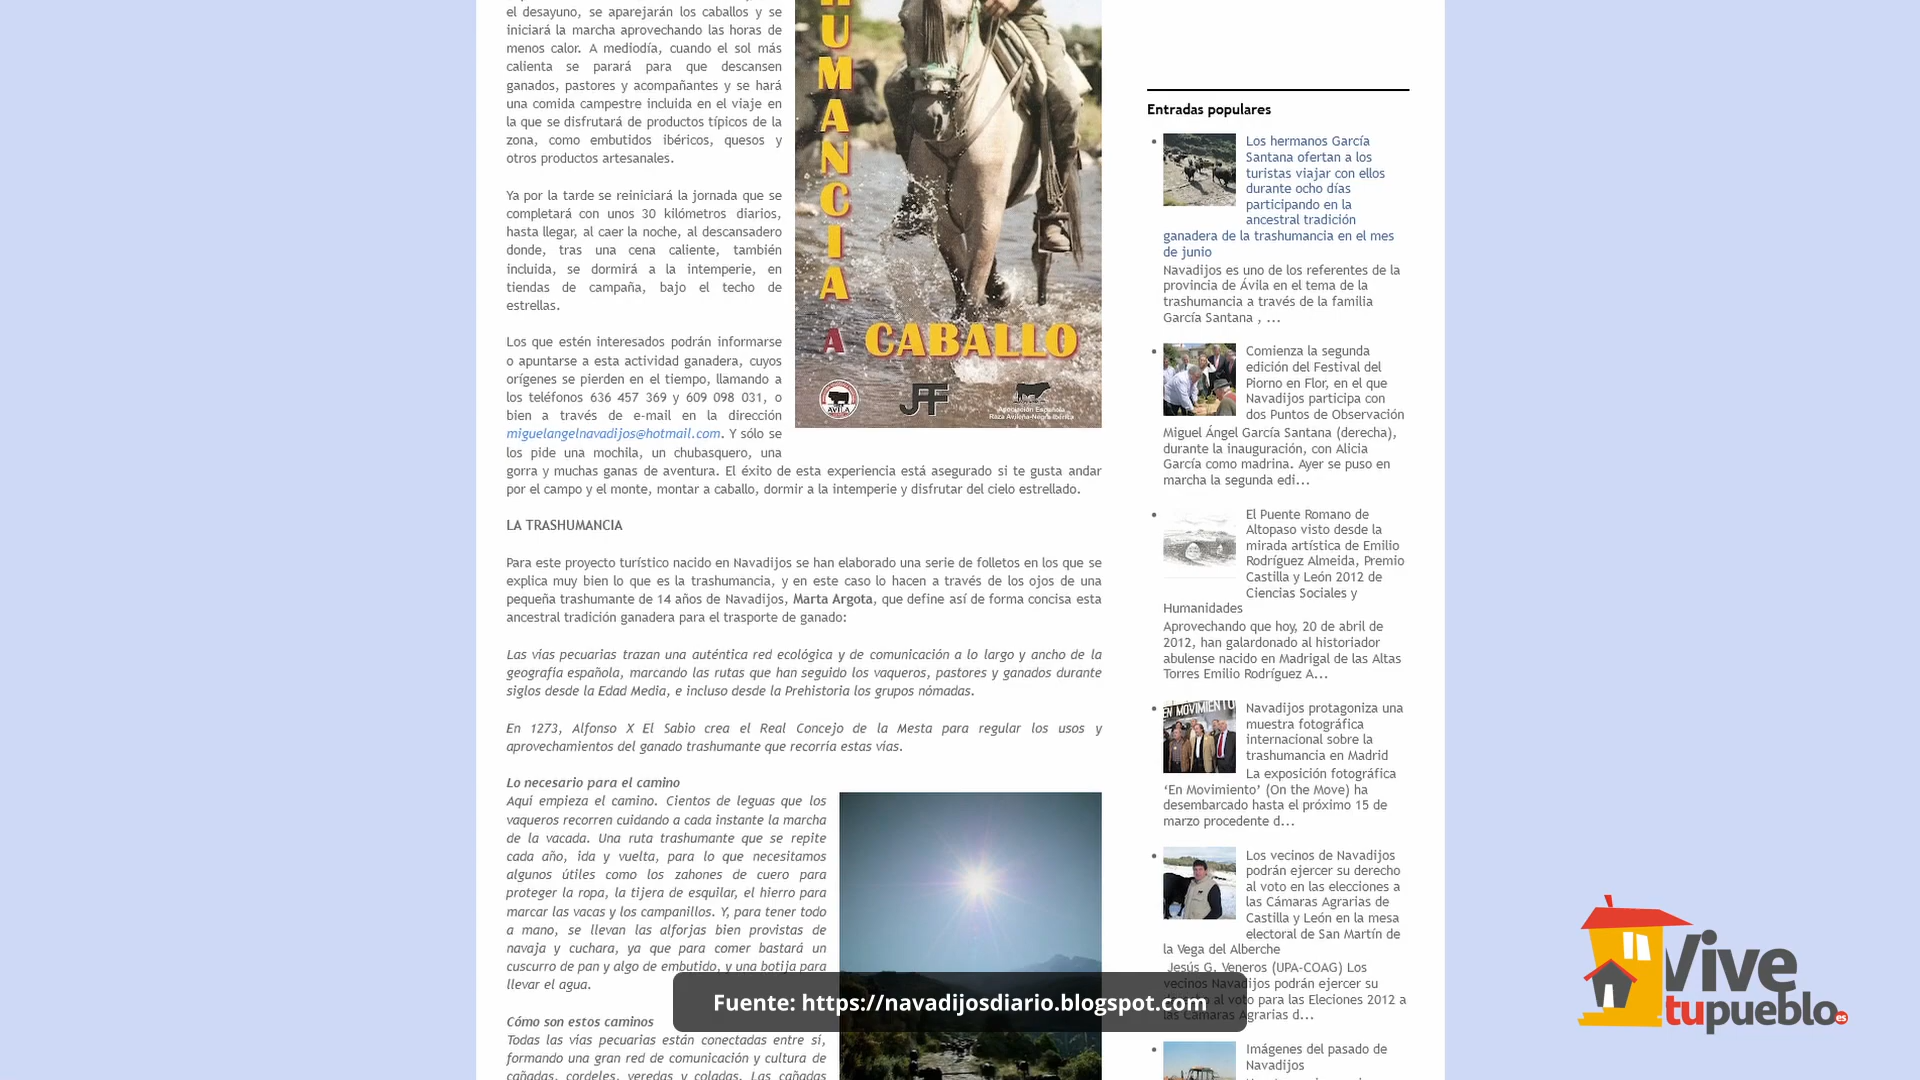 el desayuno, se aparejarán los caballos y se
iniciará la marcha aprovechando las horas de
menos calor. A mediodía, cuando el sol más
calienta se parará para que descansen
ganados, pastores y acompañantes y se hará
una comida campestre incluida en el viaje en
la que se disfrutará de productos típicos de la
zona, como embutidos ibéricos, quesos y
otros productos artesanales.
Ya por la tarde se reiniciará la jornada que se
completará con unos 30 kilómetros diarios,
hasta llegar, al caer la noche, al descansadero
donde, tras una cena caliente, también
incluida, se dormirá a la intemperie, en
tiendas de campaña, bajo el techo de
estrellas.
Los que estén interesados podrán informarse
o apuntarse a esta actividad ganadera, cuyos
orígenes se pierden en el tiempo, llamando a
los teléfonos 636 457 369 y 609 098 031, o
bien a través de e-mail en la dirección
miguelangelnavadijos@hotmail.com. Y sólo se
los pide una mochila, un chubasquero, una
gorra y muchas ganas de aventura. El éxito de esta experiencia está asegurado si te gusta andar
por el campo y el monte, montar a caballo, dormir a la intemperie y disfrutar del cielo estrellado.
UMANCIA
A CABALLO
AVILA
JFF
Asociación Española
Raza Avileña-Negra Ibérica
LA TRASHUMANCIA
Para este proyecto turístico nacido en Navadijos se han elaborado una serie de folletos en los que se
explica muy bien lo que es la trashumancia, y en este caso lo hacen a través de los ojos de una
pequeña trashumante de 14 años de Navadijos, Marta Argota, que define así de forma concisa esta
ancestral tradición ganadera para el trasporte de ganado:
Las vías pecuarias trazan una auténtica red ecológica y de comunicación a lo largo y ancho de la
geografía española, marcando las rutas que han seguido los vaqueros, pastores y ganados durante
siglos desde la Edad Media, e incluso desde la Prehistoria los grupos nómadas.
En 1273, Alfonso X El Sabio crea el Real Concejo de la Mesta para regular los usos y
aprovechamientos del ganado trashumante que recorría estas vías.
Lo necesario para el camino
Aquí empieza el camino. Cientos de leguas que los
vaqueros recorren cuidando a cada instante la marcha
de la vacada. Una ruta trashumante que se repite
cada año, ida y vuelta, para lo que necesitamos
algunos útiles como los zahones de cuero para
proteger la ropa, la tijera de esquilar, el hierro para
marcar las vacas y los campanillos. Y, para tener todo
a mano, se llevan las alforjas bien provistas de
navaja y cuchara, ya que para comer bastará un
cuscurro de pan y algo de embutido, y una botija para
llevar el agua.
Cómo son estos caminos
Todas las vías pecuarias están conectadas entre sí,
formando una gran red de comunicación y cultura de
cañadas, cordeles, veredas y coladas. Las cañadas
Entradas populares
Los hermanos García
Santana ofertan a los
turistas viajar con ellos
durante ocho días
participando en la
ancestral tradición
ganadera de la trashumancia en el mes
de junio
Navadijos es uno de los referentes de la
provincia de Ávila en el tema de la
trashumancia a través de la familia
García Santana , ...
Comienza la segunda
edición del Festival del
Piorno en Flor, en el que
Navadijos participa con
dos Puntos de Observación
Miguel Ángel García Santana (derecha),
durante la inauguración, con Alicia
García como madrina. Ayer se puso en
marcha la segunda edi...
El Puente Romano de
Altopaso visto desde la
mirada artística de Emilio
Rodríguez Almeida, Premio
Castilla y León 2012 de
Ciencias Sociales y
Humanidades
Aprovechando que hoy, 20 de abril de
2012, han galardonado al historiador
abulense nacido en Madrigal de las Altas
Torres Emilio Rodríguez A...
EN MOVIMIENTO
Navadijos protagoniza una
muestra fotográfica
internacional sobre la
trashumancia en Madrid
La exposición fotográfica
‘En Movimiento’ (On the Move) ha
desembarcado hasta el próximo 15 de
marzo procedente d...
Los vecinos de Navadijos
podrán ejercer su derecho
al voto en las elecciones a
las Cámaras Agrarias de
Castilla y León en la mesa
electoral de San Martín de
la Vega del Alberche
Jesús G. Veneros (UPA-COAG) Los
vecinos Navadijos podrán ejercer su
derecho al voto para las Eleciones 2012 a
las Cámaras Agrarias d...
Imágenes del pasado de
Navadijos
Fuente: https://navadijosdiario.blogspot.com
Vive
tupueblo.es